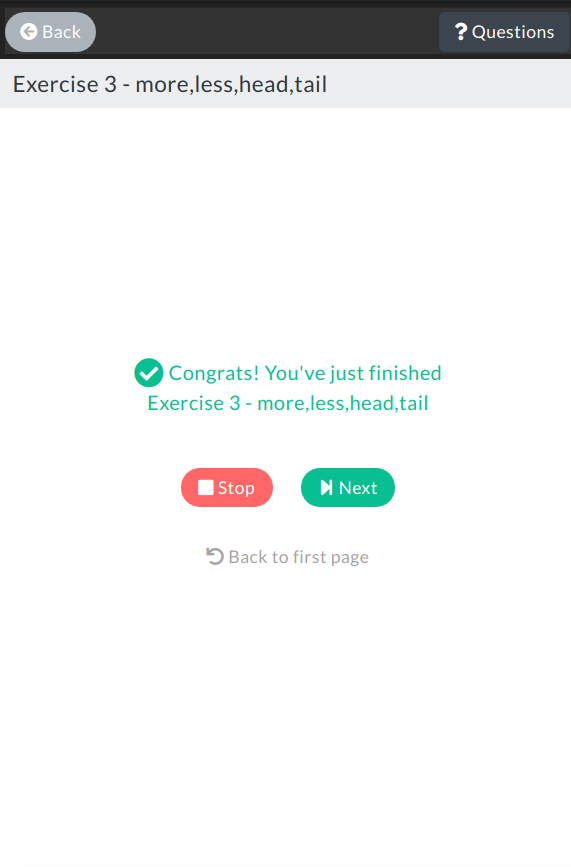 Back
? Questions
Exercise 3 - more,less,head,tail
Congrats! You've just finished
Exercise 3 - more,less,head,tail
Stop
Next
Back to first page